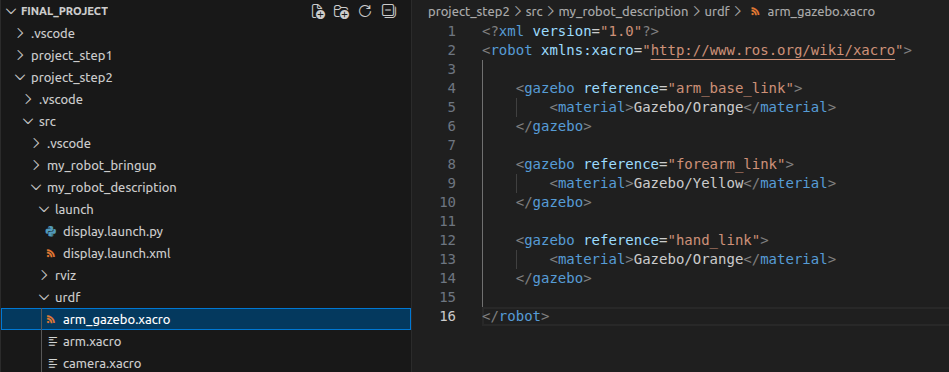 FINAL_PROJECT
.vscode
project_step1
project_step2
.vscode
src
.vscode
my_robot_bringup
my_robot_description
launch
display.launch.py
display.launch.xml
rviz
urdf
arm_gazebo.xacro
arm.xacro
camera.xacro
project_step2 > src > my_robot_description > urdf > arm_gazebo.xacro
1 <?xml version="1.0"?>
2 <robot xmlns:xacro="http://www.ros.org/wiki/xacro">
3
4 <gazebo reference="arm_base_link">
5 <material>Gazebo/Orange</material>
6 </gazebo>
7
8 <gazebo reference="forearm_link">
9 <material>Gazebo/Yellow</material>
10 </gazebo>
11
12 <gazebo reference="hand_link">
13 <material>Gazebo/Orange</material>
14 </gazebo>
15
16 </robot>